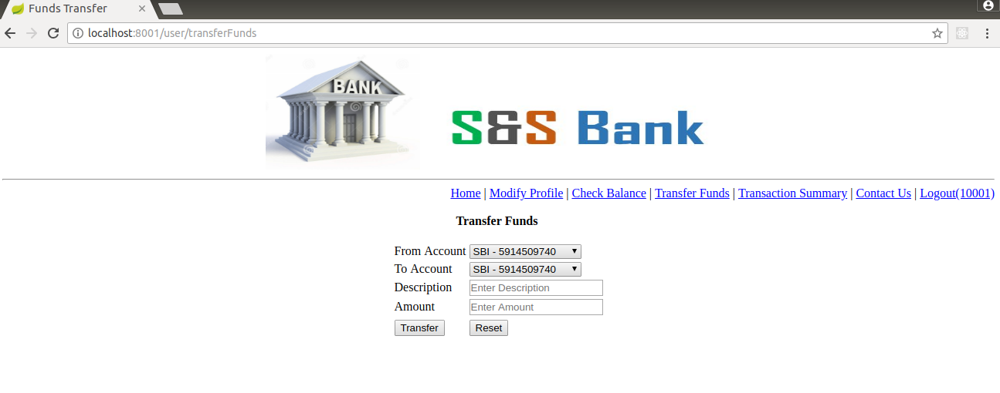 Funds Transfer
localhost:8001/user/transferFunds
BANK
S&S Bank
Home | Modify Profile | Check Balance | Transfer Funds | Transaction Summary | Contact Us | Logout(10001)
Transfer Funds
From Account SBI - 5914509740
To Account SBI - 5914509740
Description Enter Description
Amount Enter Amount
Transfer Reset